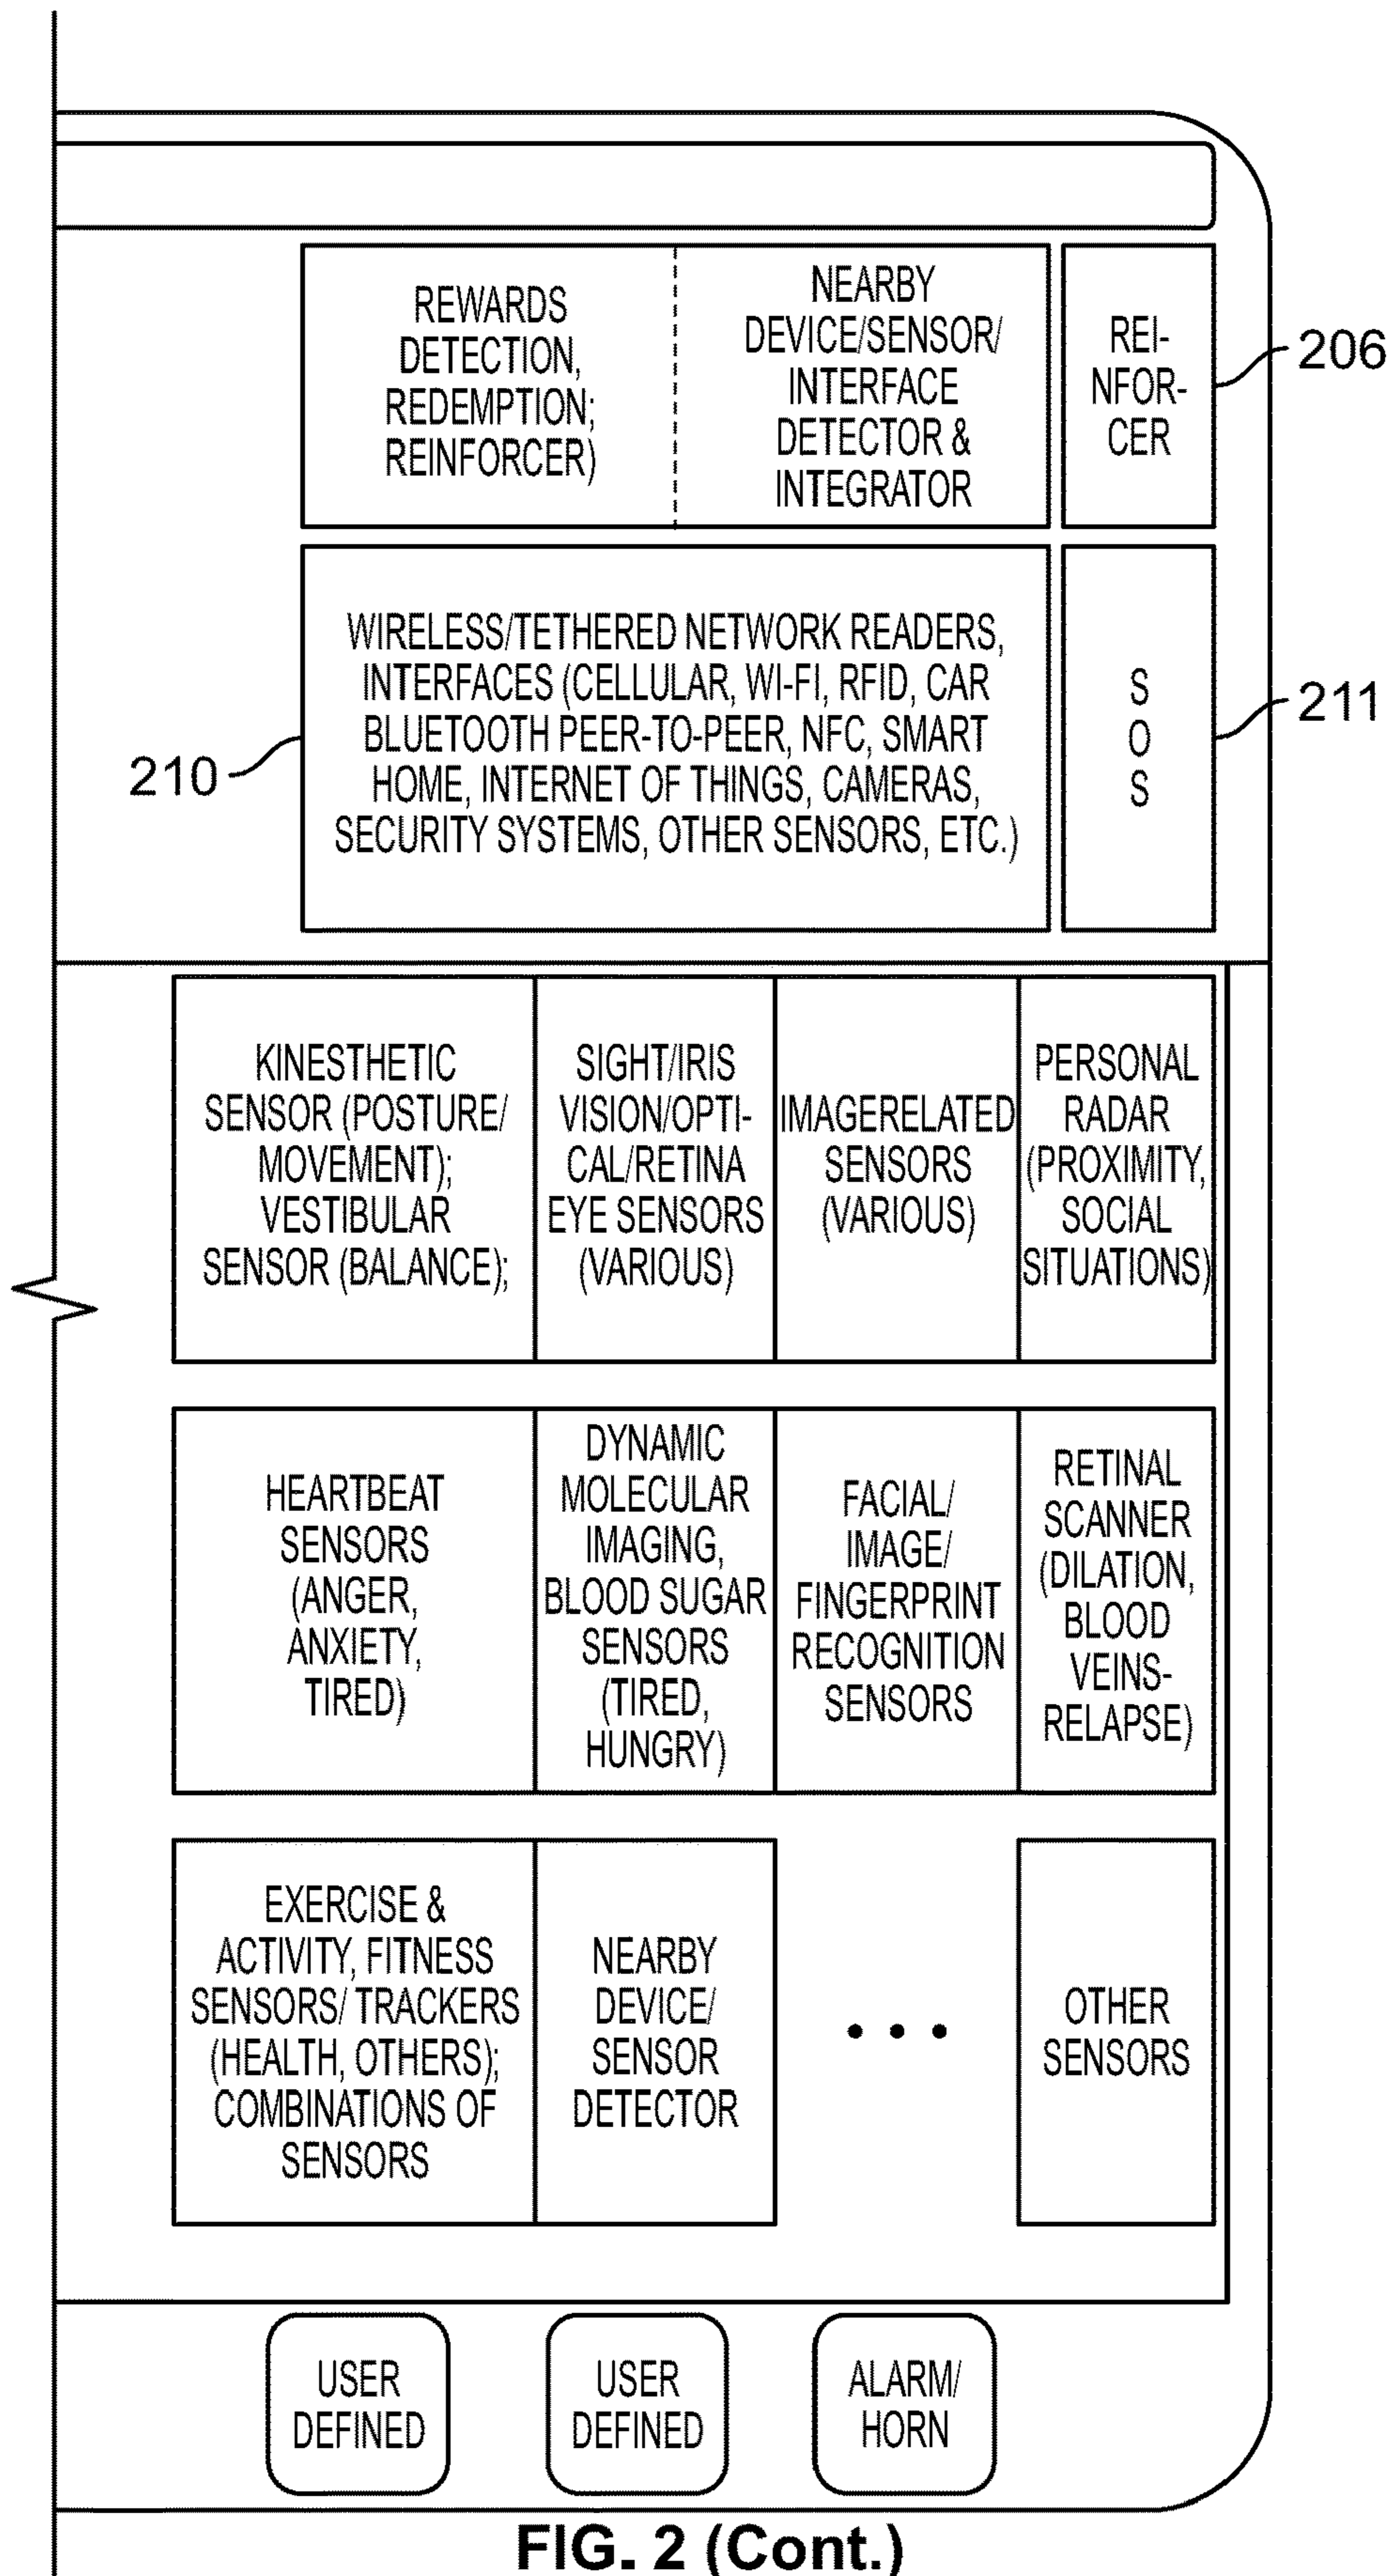 REWARDS
DETECTION,
REDEMPTION;
REINFORCER)
NEARBY
DEVICE/SENSOR/
INTERFACE
DETECTOR &
INTEGRATOR
REI-
NFOR-
CER
206
WIRELESS/TETHERED NETWORK READERS,
INTERFACES (CELLULAR, WI-FI, RFID, CAR
BLUETOOTH PEER-TO-PEER, NFC, SMART
HOME, INTERNET OF THINGS, CAMERAS,
SECURITY SYSTEMS, OTHER SENSORS, ETC.)
210
S
O
S
211
KINESTHETIC
SENSOR (POSTURE/
MOVEMENT);
VESTIBULAR
SENSOR (BALANCE);
SIGHT/IRIS
VISION/OPTI-
CAL/RETINA
EYE SENSORS
(VARIOUS)
IMAGERELATED
SENSORS
(VARIOUS)
PERSONAL
RADAR
(PROXIMITY,
SOCIAL
SITUATIONS)
HEARTBEAT
SENSORS
(ANGER,
ANXIETY,
TIRED)
DYNAMIC
MOLECULAR
IMAGING,
BLOOD SUGAR
SENSORS
(TIRED,
HUNGRY)
FACIAL/
IMAGE/
FINGERPRINT
RECOGNITION
SENSORS
RETINAL
SCANNER
(DILATION,
BLOOD
VEINS-
RELAPSE)
EXERCISE &
ACTIVITY, FITNESS
SENSORS/ TRACKERS
(HEALTH, OTHERS);
COMBINATIONS OF
SENSORS
NEARBY
DEVICE/
SENSOR
DETECTOR
• • •
OTHER
SENSORS
USER
DEFINED
USER
DEFINED
ALARM/
HORN
FIG. 2 (Cont.)